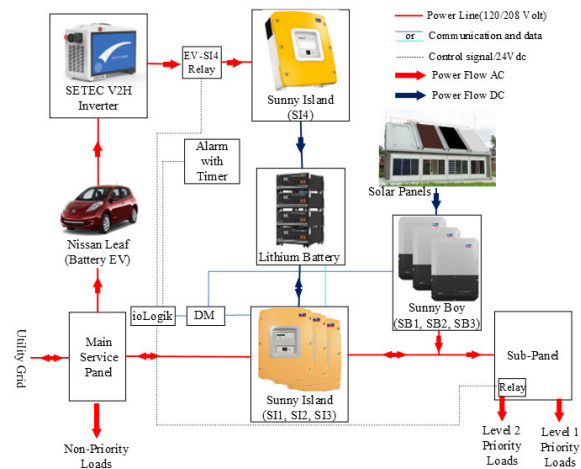 Power Line(120/208 Volt)
or Communication and data
Control signal/24Vdc
Power Flow AC
Power Flow DC
SETEC V2H
Inverter
EV-SI4
Relay
Sunny Island
(SI4)
Alarm
with
Timer
Solar Panels
Nissan Leaf
(Battery EV)
Lithium Battery
Sunny Boy
(SB1, SB2, SB3)
ioLogik
DM
Utility Grid
Main
Service
Panel
Sunny Island
(SI1, SI2, SI3)
Sub-Panel
Relay
Non-Priority
Loads
Level 2
Priority
Loads
Level 1
Priority
Loads